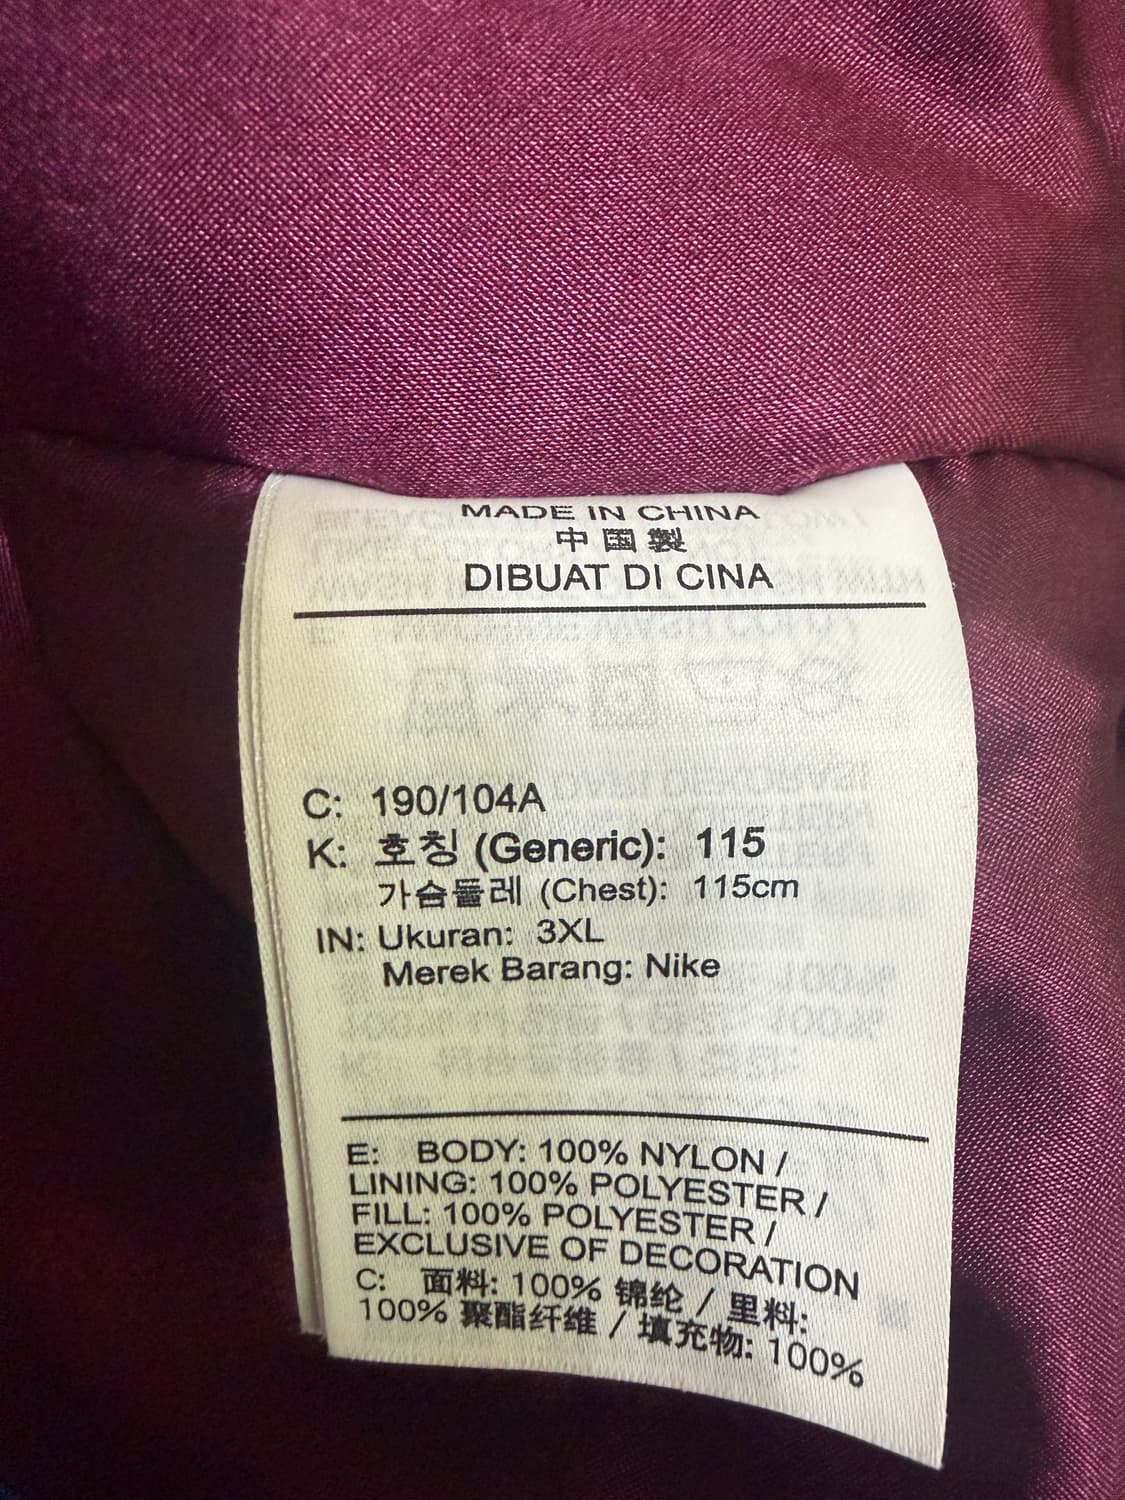 MADE IN CHINA
中国製
DIBUAT DI CINA
C: 190/104A
K: 호칭 (Generic): 115
가슴둘레 (Chest): 115cm
IN: Ukuran: 3XL
Merek Barang: Nike
E: BODY: 100% NYLON /
LINING: 100% POLYESTER /
FILL: 100% POLYESTER /
EXCLUSIVE OF DECORATION
C: 面料: 100% 锦纶 / 里料:
100% 聚酯纤维 / 填充物: 100%